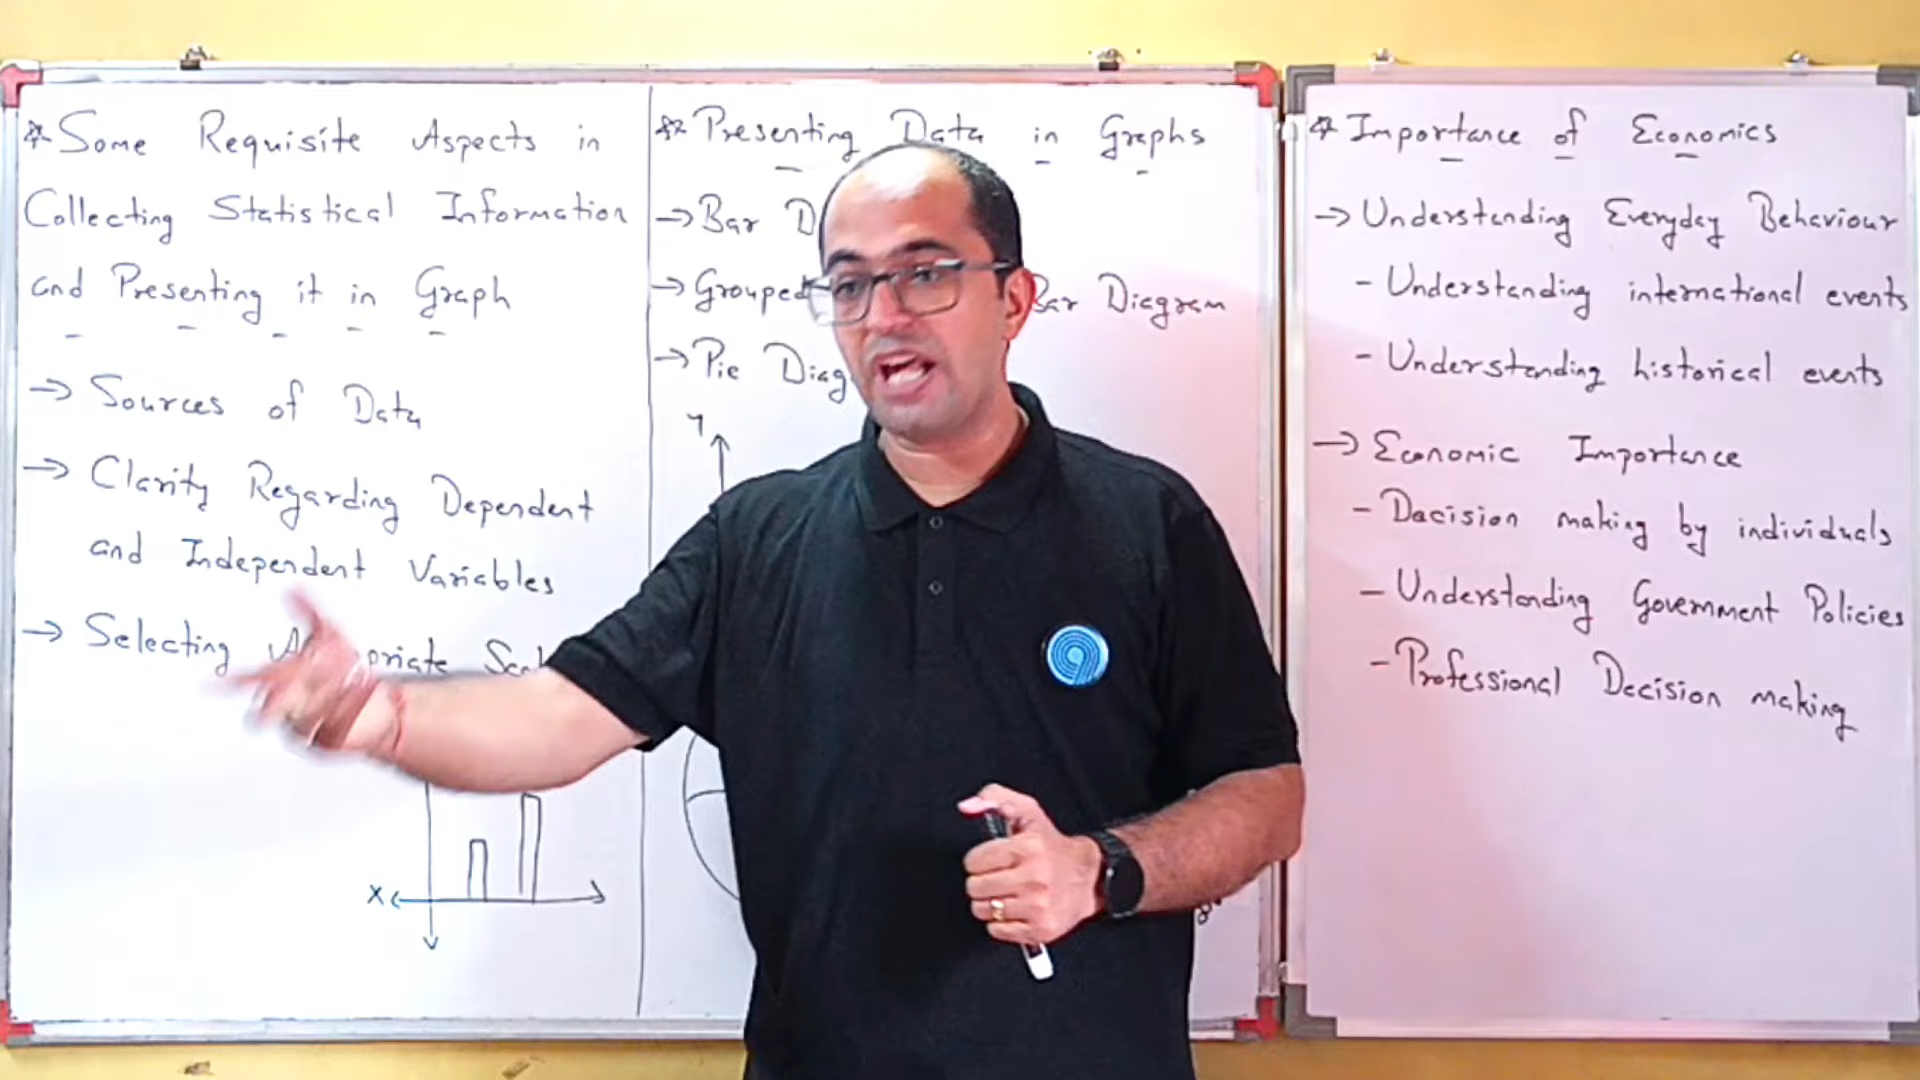 * Some Requisite Aspects in
Collecting Statistical Information
and Presenting it in Graph
→ Sources of Data
→ Clarity Regarding Dependent
and Independent Variables
→ Selecting
X
* Presenting Data in Graphs
→ Bar
→ Grouped Bar Diagram
→ Pie
Y
* Importance of Economics
→ Understanding Everyday Behaviour
- Understanding international events
- Understanding historical events
→ Economic Importance
- Decision making by individuals
- Understanding Government Policies
- Professional Decision making